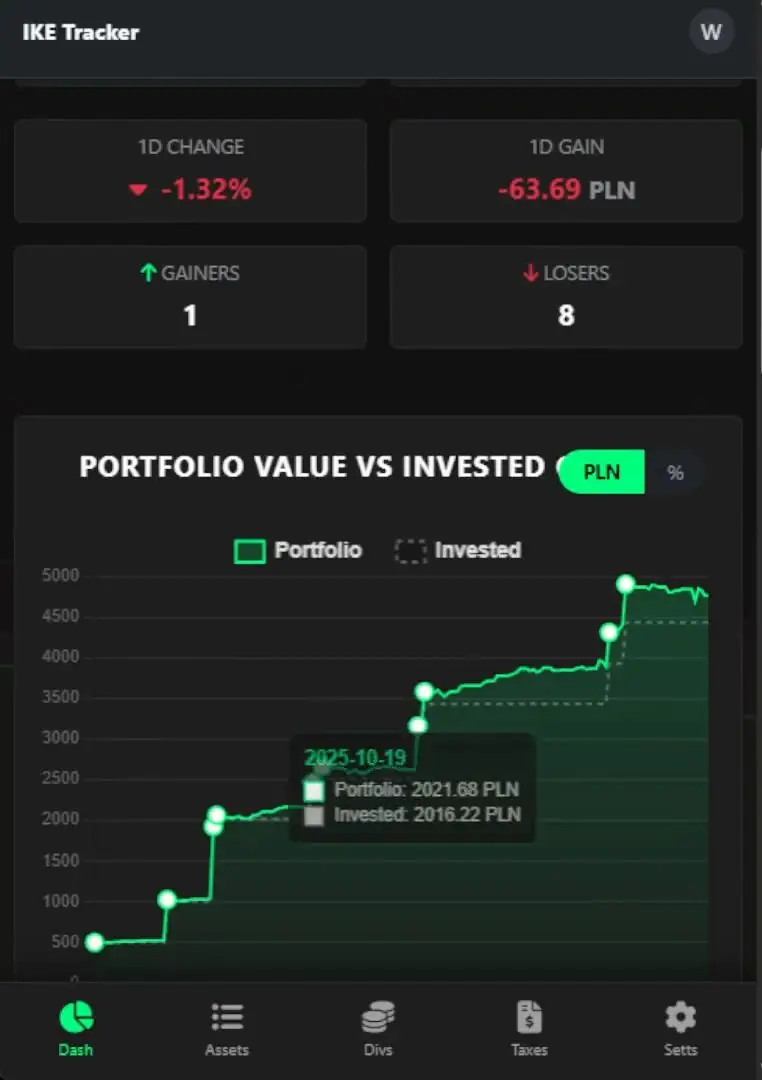 IKE Tracker
W
1D CHANGE
-1.32%
1D GAIN
-63.69 PLN
GAINERS
1
LOSERS
8
PORTFOLIO VALUE VS INVESTED
PLN
%
Portfolio
Invested
5000
4500
4000
3500
3000
2500
2000
1500
1000
500
0
2025-10-19
Portfolio: 2021.68 PLN
Invested: 2016.22 PLN
Dash
Assets
Divs
Taxes
Setts